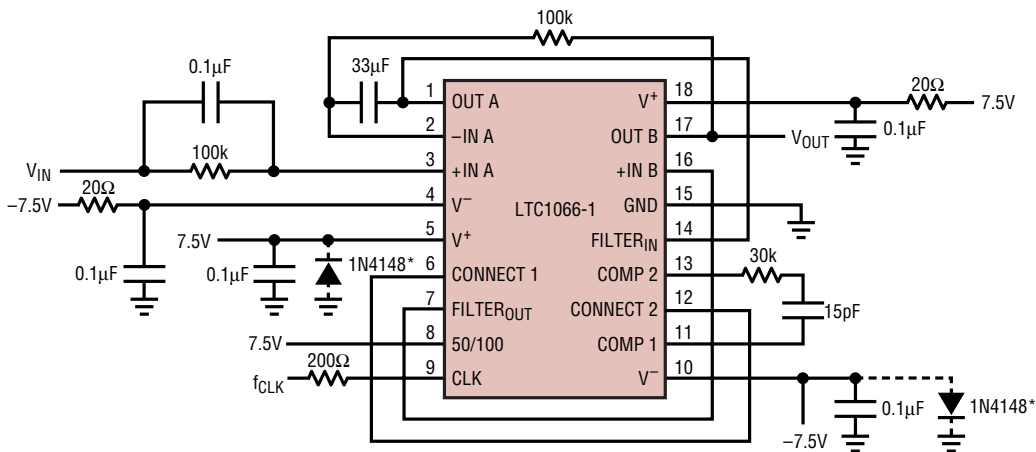 100k
0.1μF
33μF
1 OUT A
V+ 18
20Ω
7.5V
2 –IN A
OUT B 17
VOUT
0.1μF
VIN
100k
3 +IN A
+IN B 16
–7.5V
20Ω
4 V–
LTC1066-1
GND 15
7.5V
5 V+
FILTERIN 14
0.1μF
0.1μF
1N4148*
6 CONNECT 1
COMP 2 13
30k
7 FILTEROUT
CONNECT 2 12
15pF
7.5V
8 50/100
COMP 1 11
fCLK
200Ω
9 CLK
V– 10
0.1μF
1N4148*
–7.5V